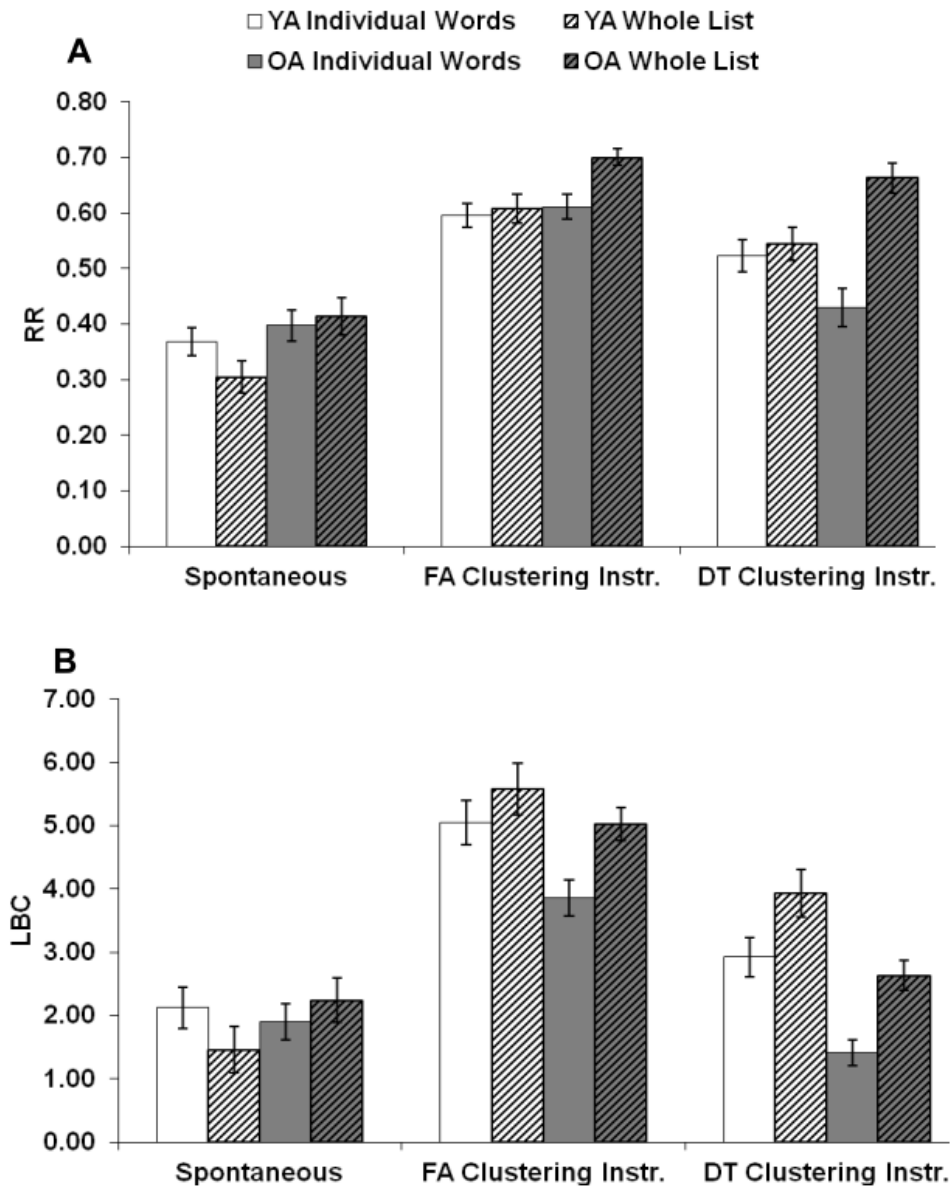 YA Individual Words YA Whole List
A OA Individual Words OA Whole List
0.80
0.70
0.60
0.50
0.40
0.30
0.20
0.10
0.00
RR
Spontaneous FA Clustering Instr. DT Clustering Instr.
B
7.00
6.00
5.00
4.00
3.00
2.00
1.00
0.00
LBC
Spontaneous FA Clustering Instr. DT Clustering Instr.